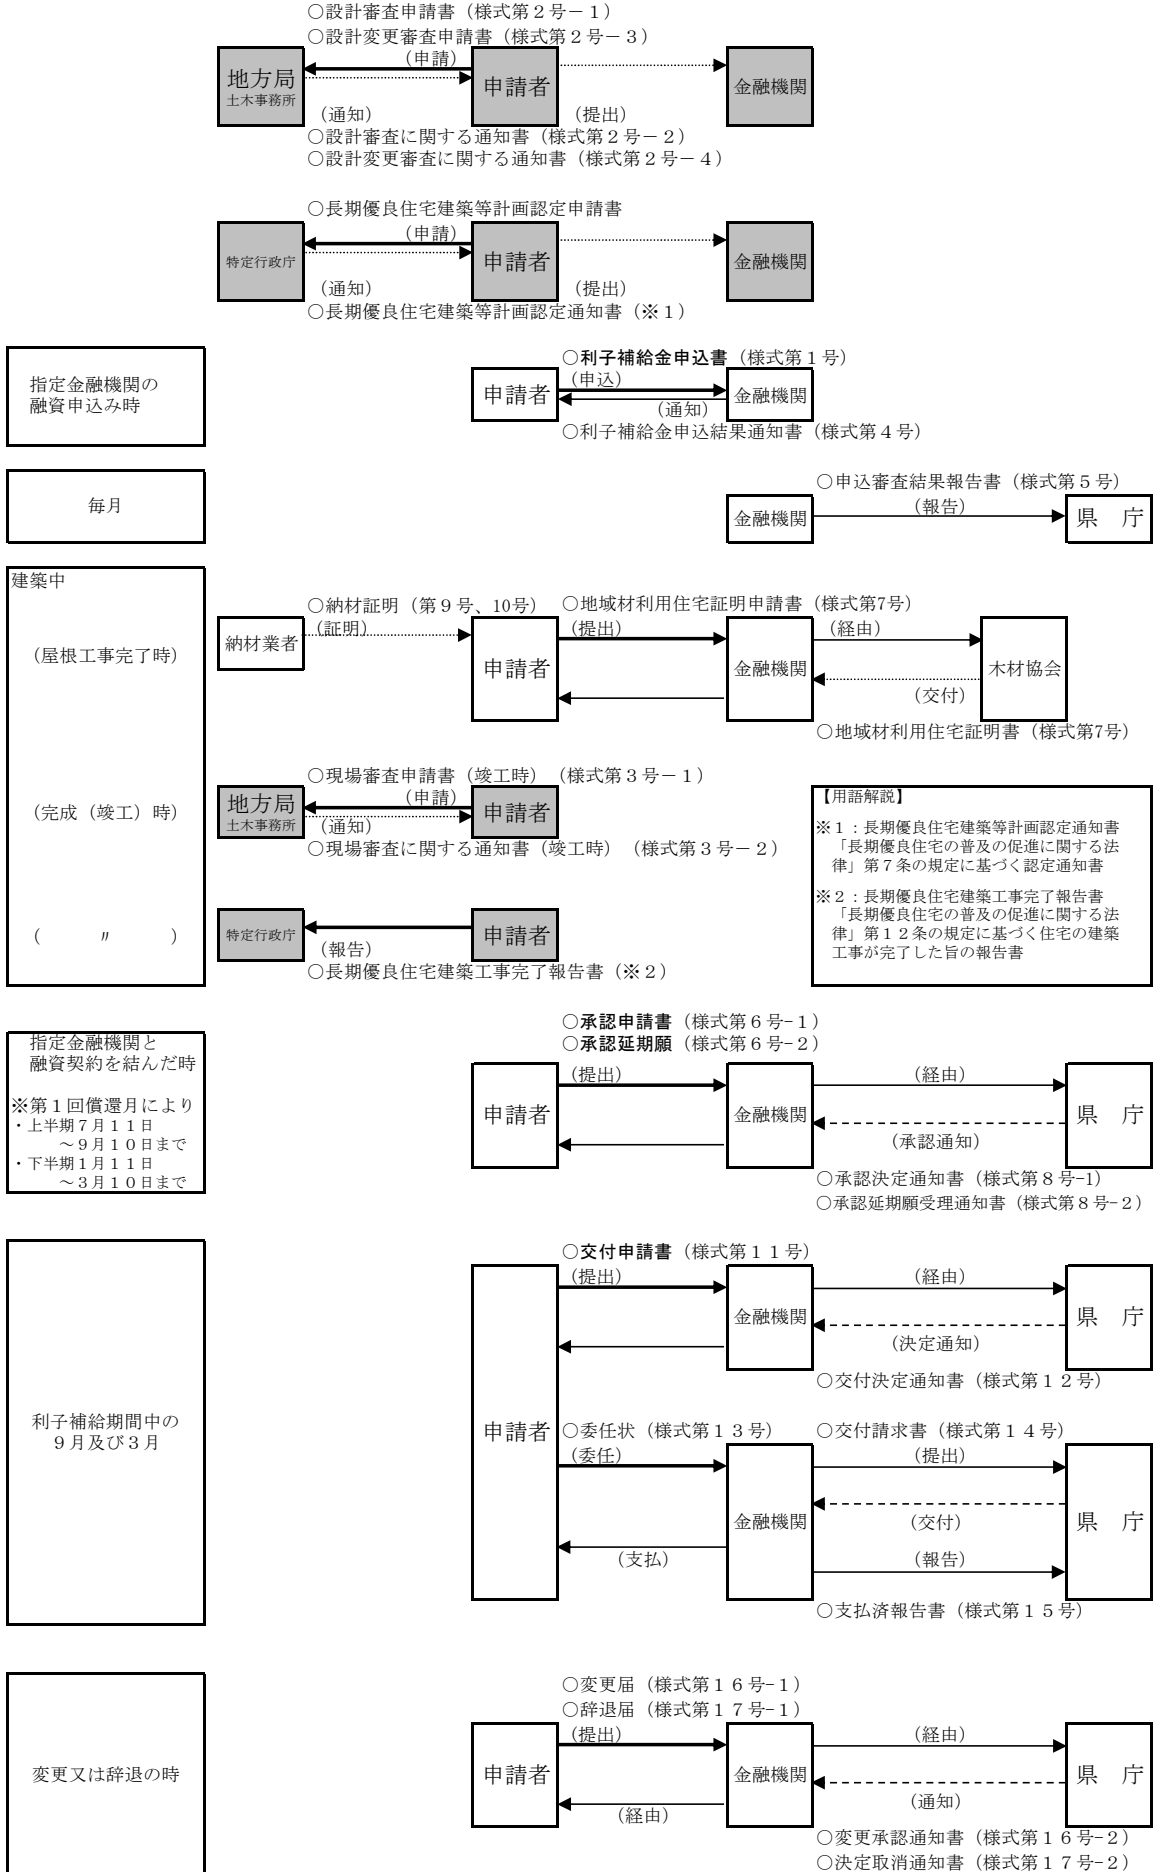 ○設計審査申請書（様式第２号－１）
○設計変更審査申請書（様式第２号－３）
（申請）
地方局
土木事務所
申請者
金融機関
（通知）
（提出）
○設計審査に関する通知書（様式第２号－２）
○設計変更審査に関する通知書（様式第２号－４）
○長期優良住宅建築等計画認定申請書
（申請）
特定行政庁
申請者
金融機関
（通知）
（提出）
○長期優良住宅建築等計画認定通知書（※１）
指定金融機関の
融資申込み時
○利子補給金申込書（様式第１号）
（申込）
申請者
金融機関
（通知）
○利子補給金申込結果通知書（様式第４号）
毎月
○申込審査結果報告書（様式第５号）
（報告）
金融機関
県　庁
建築中
（屋根工事完了時）
○納材証明（第９号、10号）
（証明）
納材業者
○地域材利用住宅証明申請書（様式第7号）
（提出）
（経由）
申請者
金融機関
木材協会
（交付）
○地域材利用住宅証明書（様式第7号）
（完成（竣工）時）
○現場審査申請書（竣工時）（様式第３号－１）
（申請）
地方局
土木事務所
申請者
（通知）
○現場審査に関する通知書（竣工時）（様式第３号－２）
（　　〃　　）
特定行政庁
申請者
（報告）
○長期優良住宅建築工事完了報告書（※２）
【用語解説】
※１：長期優良住宅建築等計画認定通知書
「長期優良住宅の普及の促進に関する法
律」第７条の規定に基づく認定通知書
※２：長期優良住宅建築工事完了報告書
「長期優良住宅の普及の促進に関する法
律」第１２条の規定に基づく住宅の建築
工事が完了した旨の報告書
指定金融機関と
融資契約を結んだ時
※第１回償還月により
・上半期７月１１日
～９月１０日まで
・下半期１月１１日
～３月１０日まで
○承認申請書（様式第６号-１）
○承認延期願（様式第６号-２）
（提出）
（経由）
申請者
金融機関
県　庁
（承認通知）
○承認決定通知書（様式第８号-1）
○承認延期願受理通知書（様式第８号-２）
利子補給期間中の
９月及び３月
○交付申請書（様式第１１号）
（提出）
（経由）
金融機関
県　庁
（決定通知）
○交付決定通知書（様式第１２号）
申請者
○委任状（様式第１３号）
○交付請求書（様式第１４号）
（委任）
（提出）
金融機関
県　庁
（交付）
（支払）
（報告）
○支払済報告書（様式第１５号）
変更又は辞退の時
○変更届（様式第１６号-１）
○辞退届（様式第１７号-１）
（提出）
（経由）
申請者
金融機関
県　庁
（通知）
（経由）
○変更承認通知書（様式第１６号-２）
○決定取消通知書（様式第１７号-２）